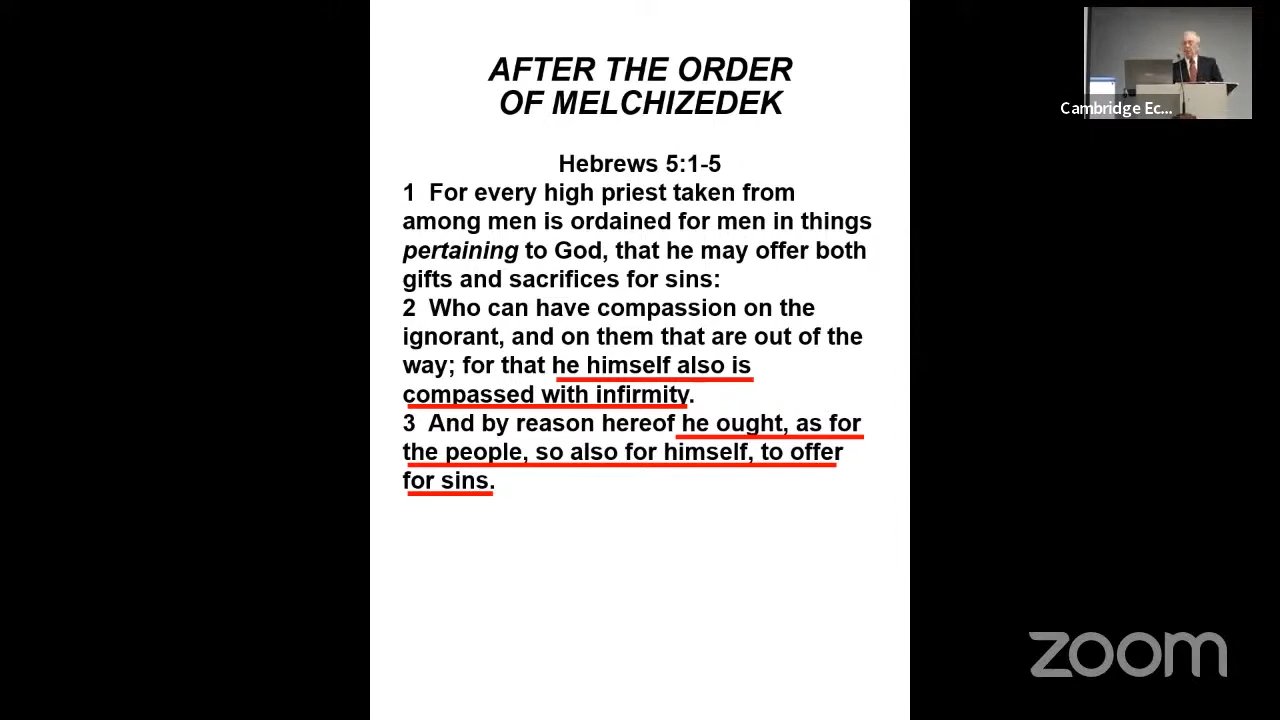 AFTER THE ORDER
OF MELCHIZEDEK
Hebrews 5:1-5
1 For every high priest taken from
among men is ordained for men in things
pertaining to God, that he may offer both
gifts and sacrifices for sins:
2 Who can have compassion on the
ignorant, and on them that are out of the
way; for that he himself also is
compassed with infirmity.
3 And by reason hereof he ought, as for
the people, so also for himself, to offer
for sins.
Cambridge Ec...
zoom